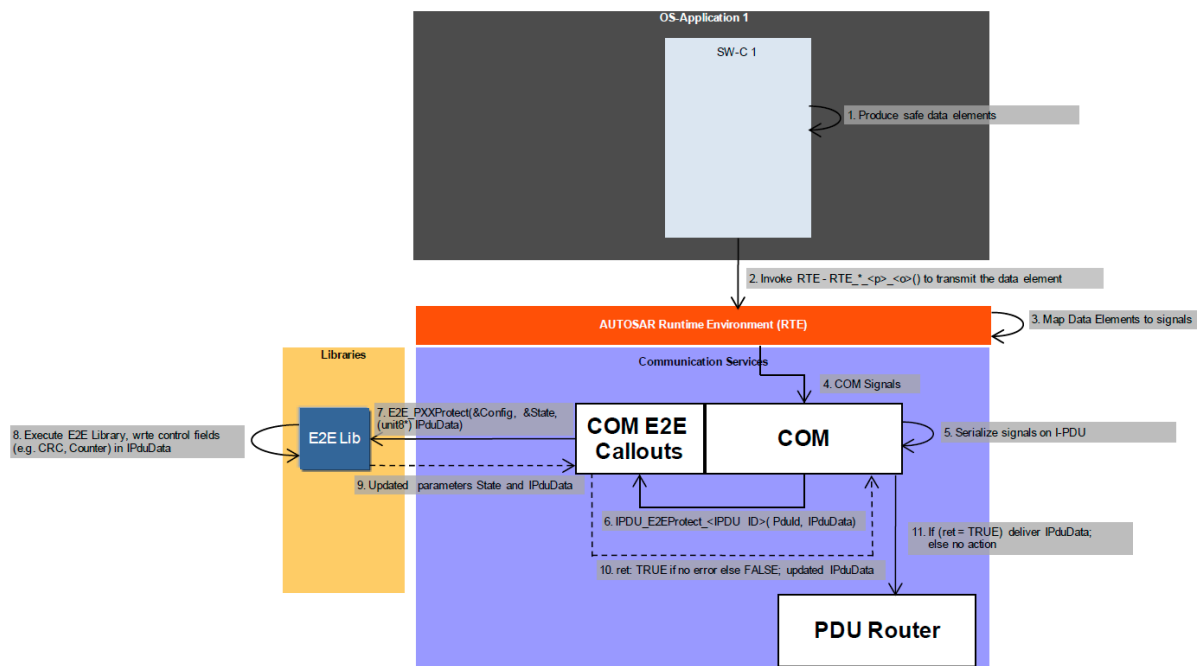 OS-Application 1
SW-C 1
1. Produce safe data elements
2. Invoke RTE - RTE_*_<p>_<o>() to transmit the data element
AUTOSAR Runtime Environment (RTE)
3. Map Data Elements to signals
Libraries
Communication Services
4. COM Signals
7. E2E_PXXProtect(&Config, &State,
(unit8*) IPduData)
8. Execute E2E Library, wrte control fields
(e.g. CRC, Counter) in IPduData
E2E Lib
COM E2E
Callouts
COM
5. Serialize signals on I-PDU
9. Updated parameters State and IPduData
6. IPDU_E2EProtect_<IPDU ID>( PduId, IPduData)
11. If (ret = TRUE) deliver IPduData;
else no action
10. ret: TRUE if no error else FALSE; updated IPduData
PDU Router